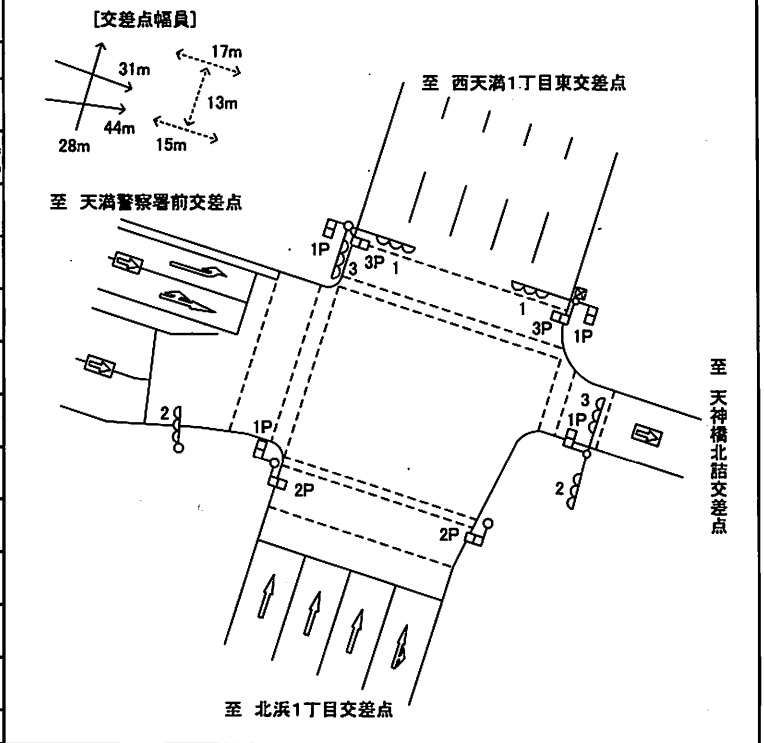 [交差点幅員]
17m
31m
13m
44m
28m
15m
至 西天満1丁目東交差点
至 天満警察署前交差点
1P
3
3P
1
1
3P
1P
至 天神橋北詰交差点
3
2
1P
1P
2
2P
2P
至 北浜1丁目交差点